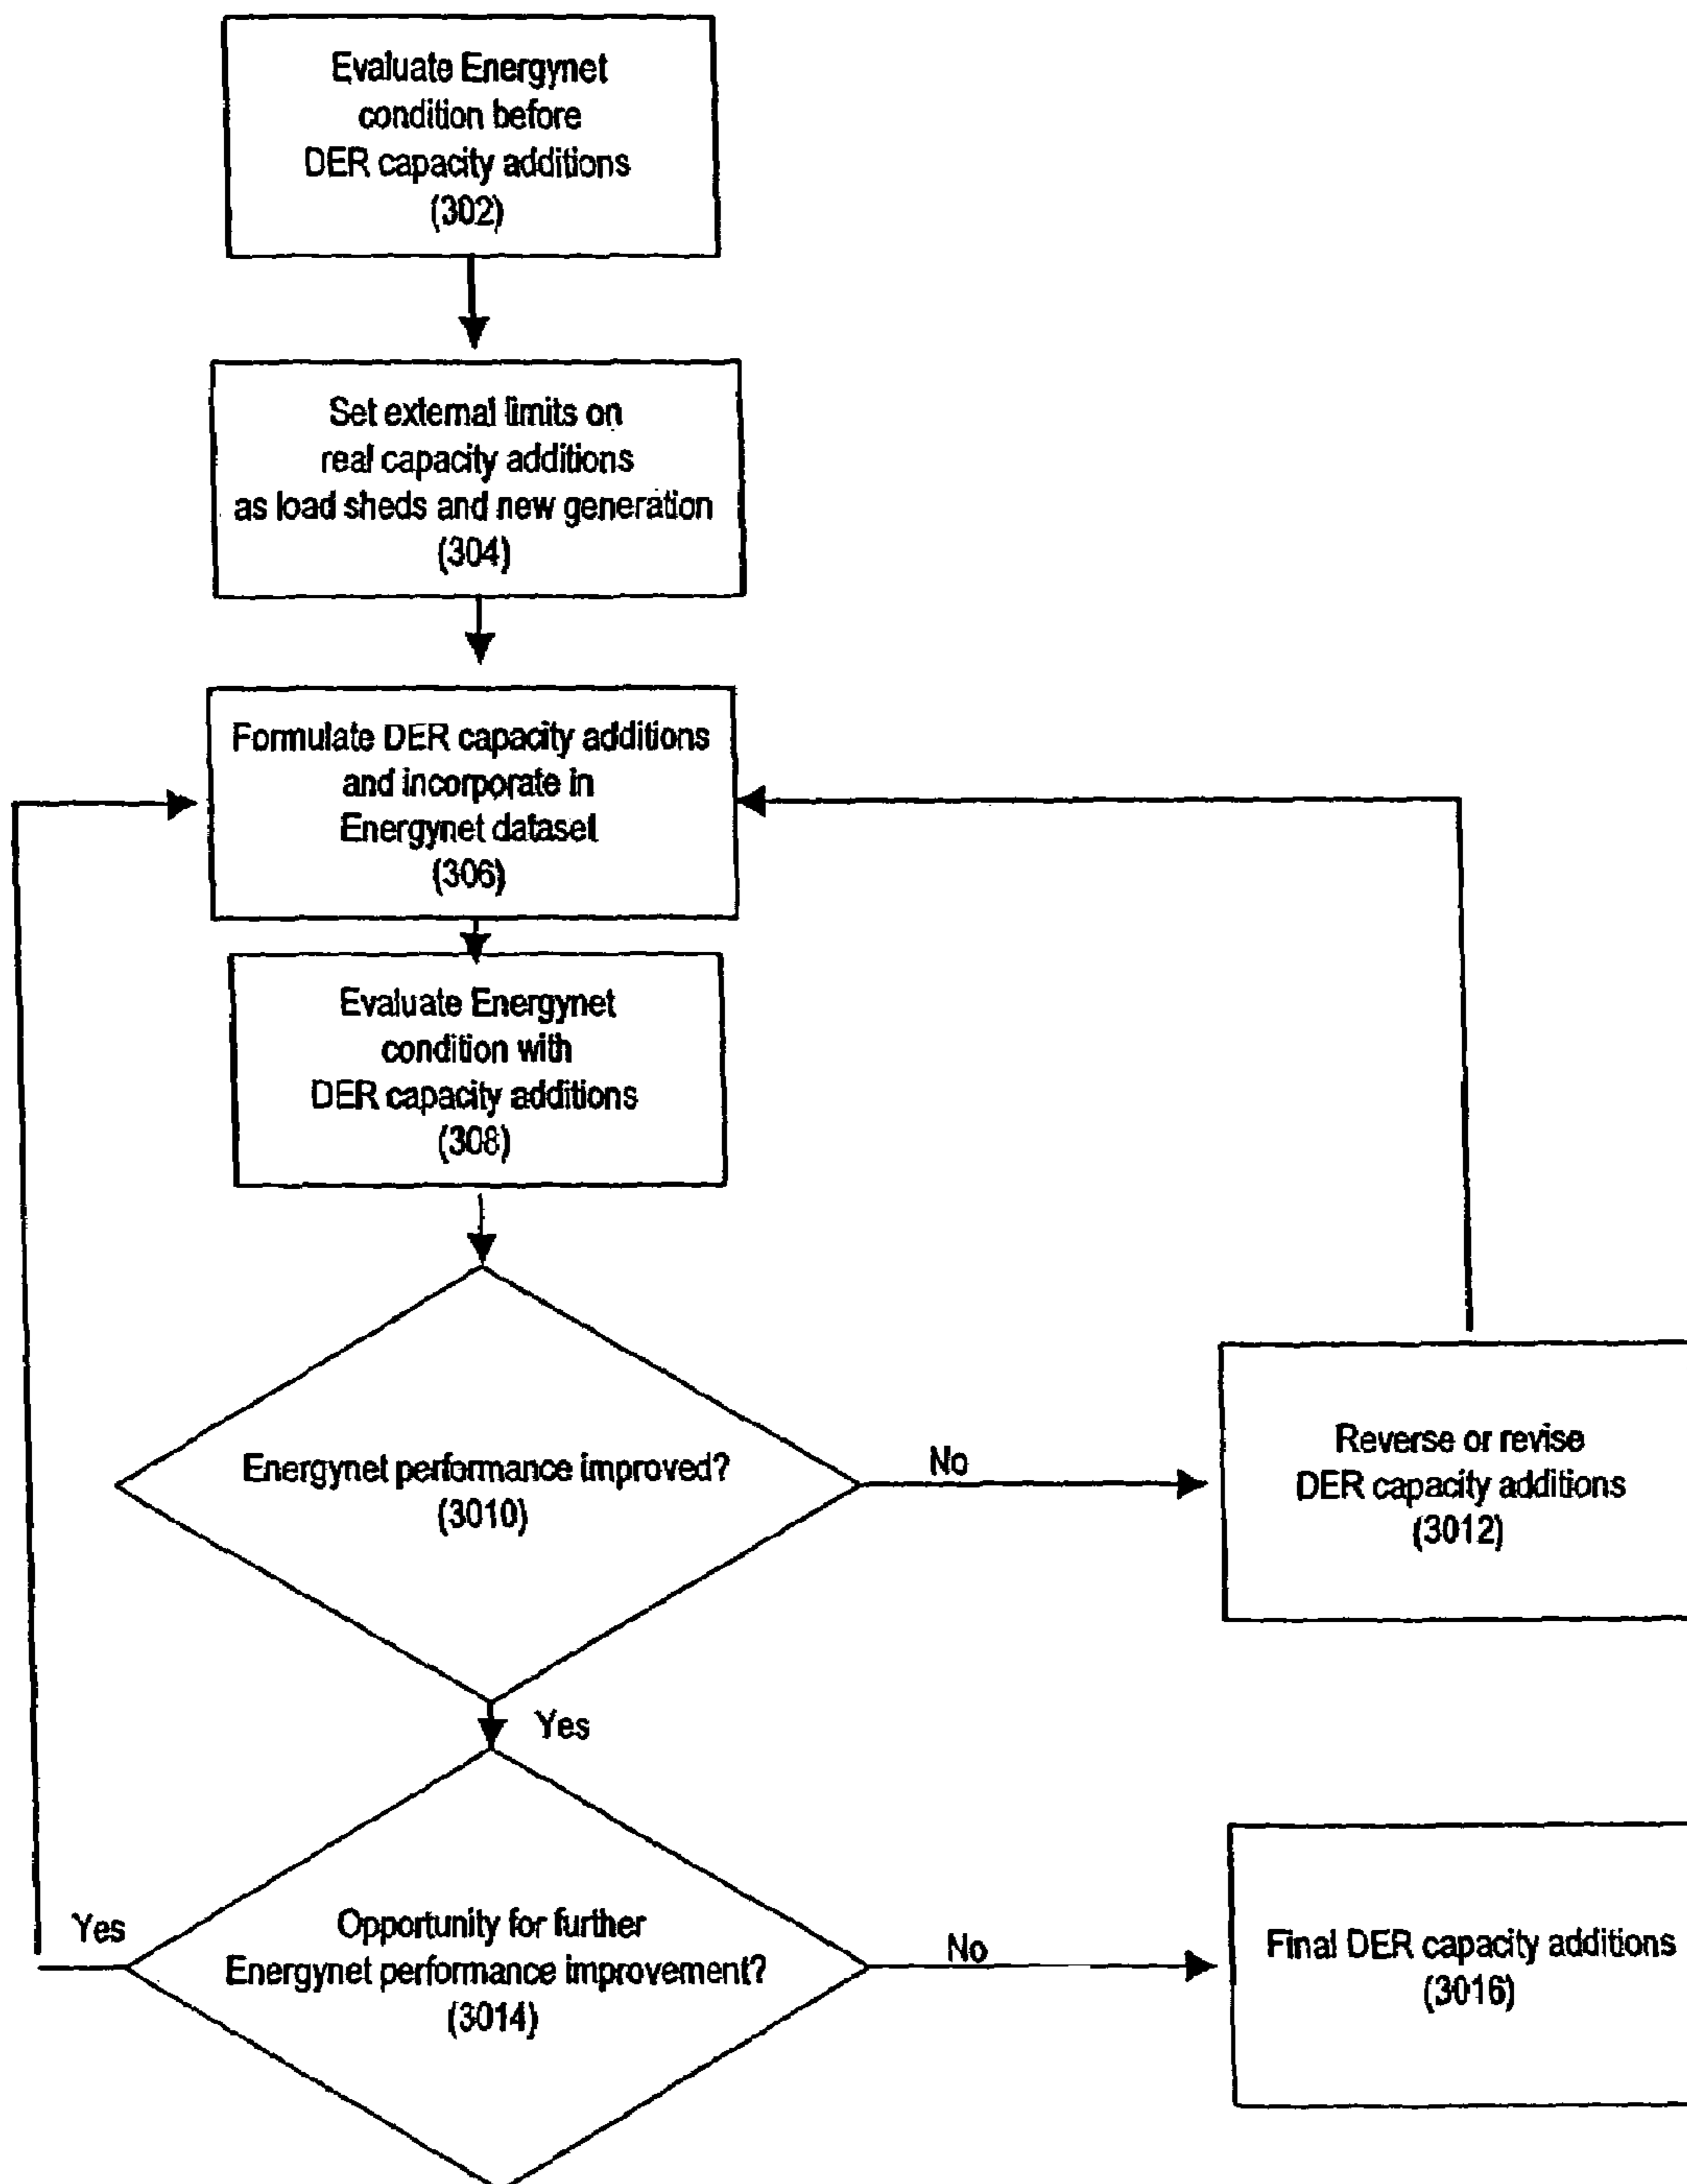 Evaluate Energynet
condition before
DER capacity additions
(302)
Set external limits on
real capacity additions
as load sheds and new generation
(304)
Formulate DER capacity additions
and incorporate in
Energynet dataset
(306)
Evaluate Energynet
condition with
DER capacity additions
(308)
Energynet performance improved?
(3010)
No
Reverse or revise
DER capacity additions
(3012)
Yes
Opportunity for further
Energynet performance improvement?
(3014)
Yes
No
Final DER capacity additions
(3016)